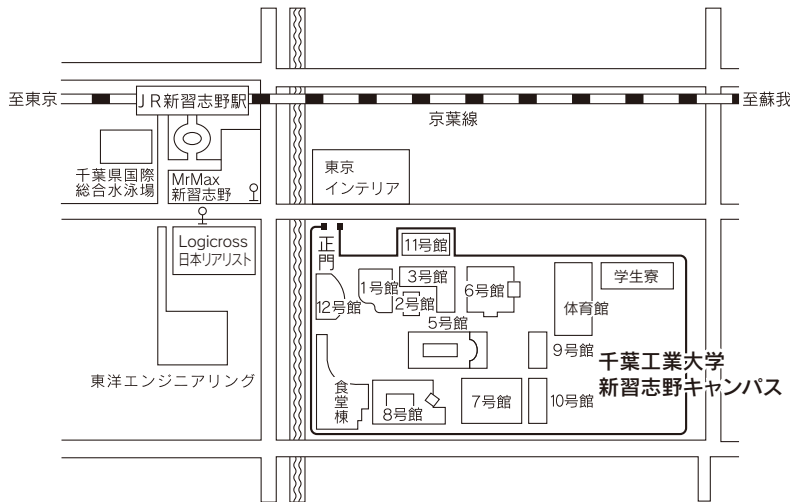 至東京
JR新習志野駅
至蘇我
京葉線
千葉県国際
総合水泳場
MrMax
新習志野
東京
インテリア
Logicross
日本リアリスト
正門
11号館
1号館
3号館
2号館
12号館
6号館
学生寮
体育館
5号館
9号館
千葉工業大学
新習志野キャンパス
東洋エンジニアリング
食堂棟
8号館
7号館
10号館